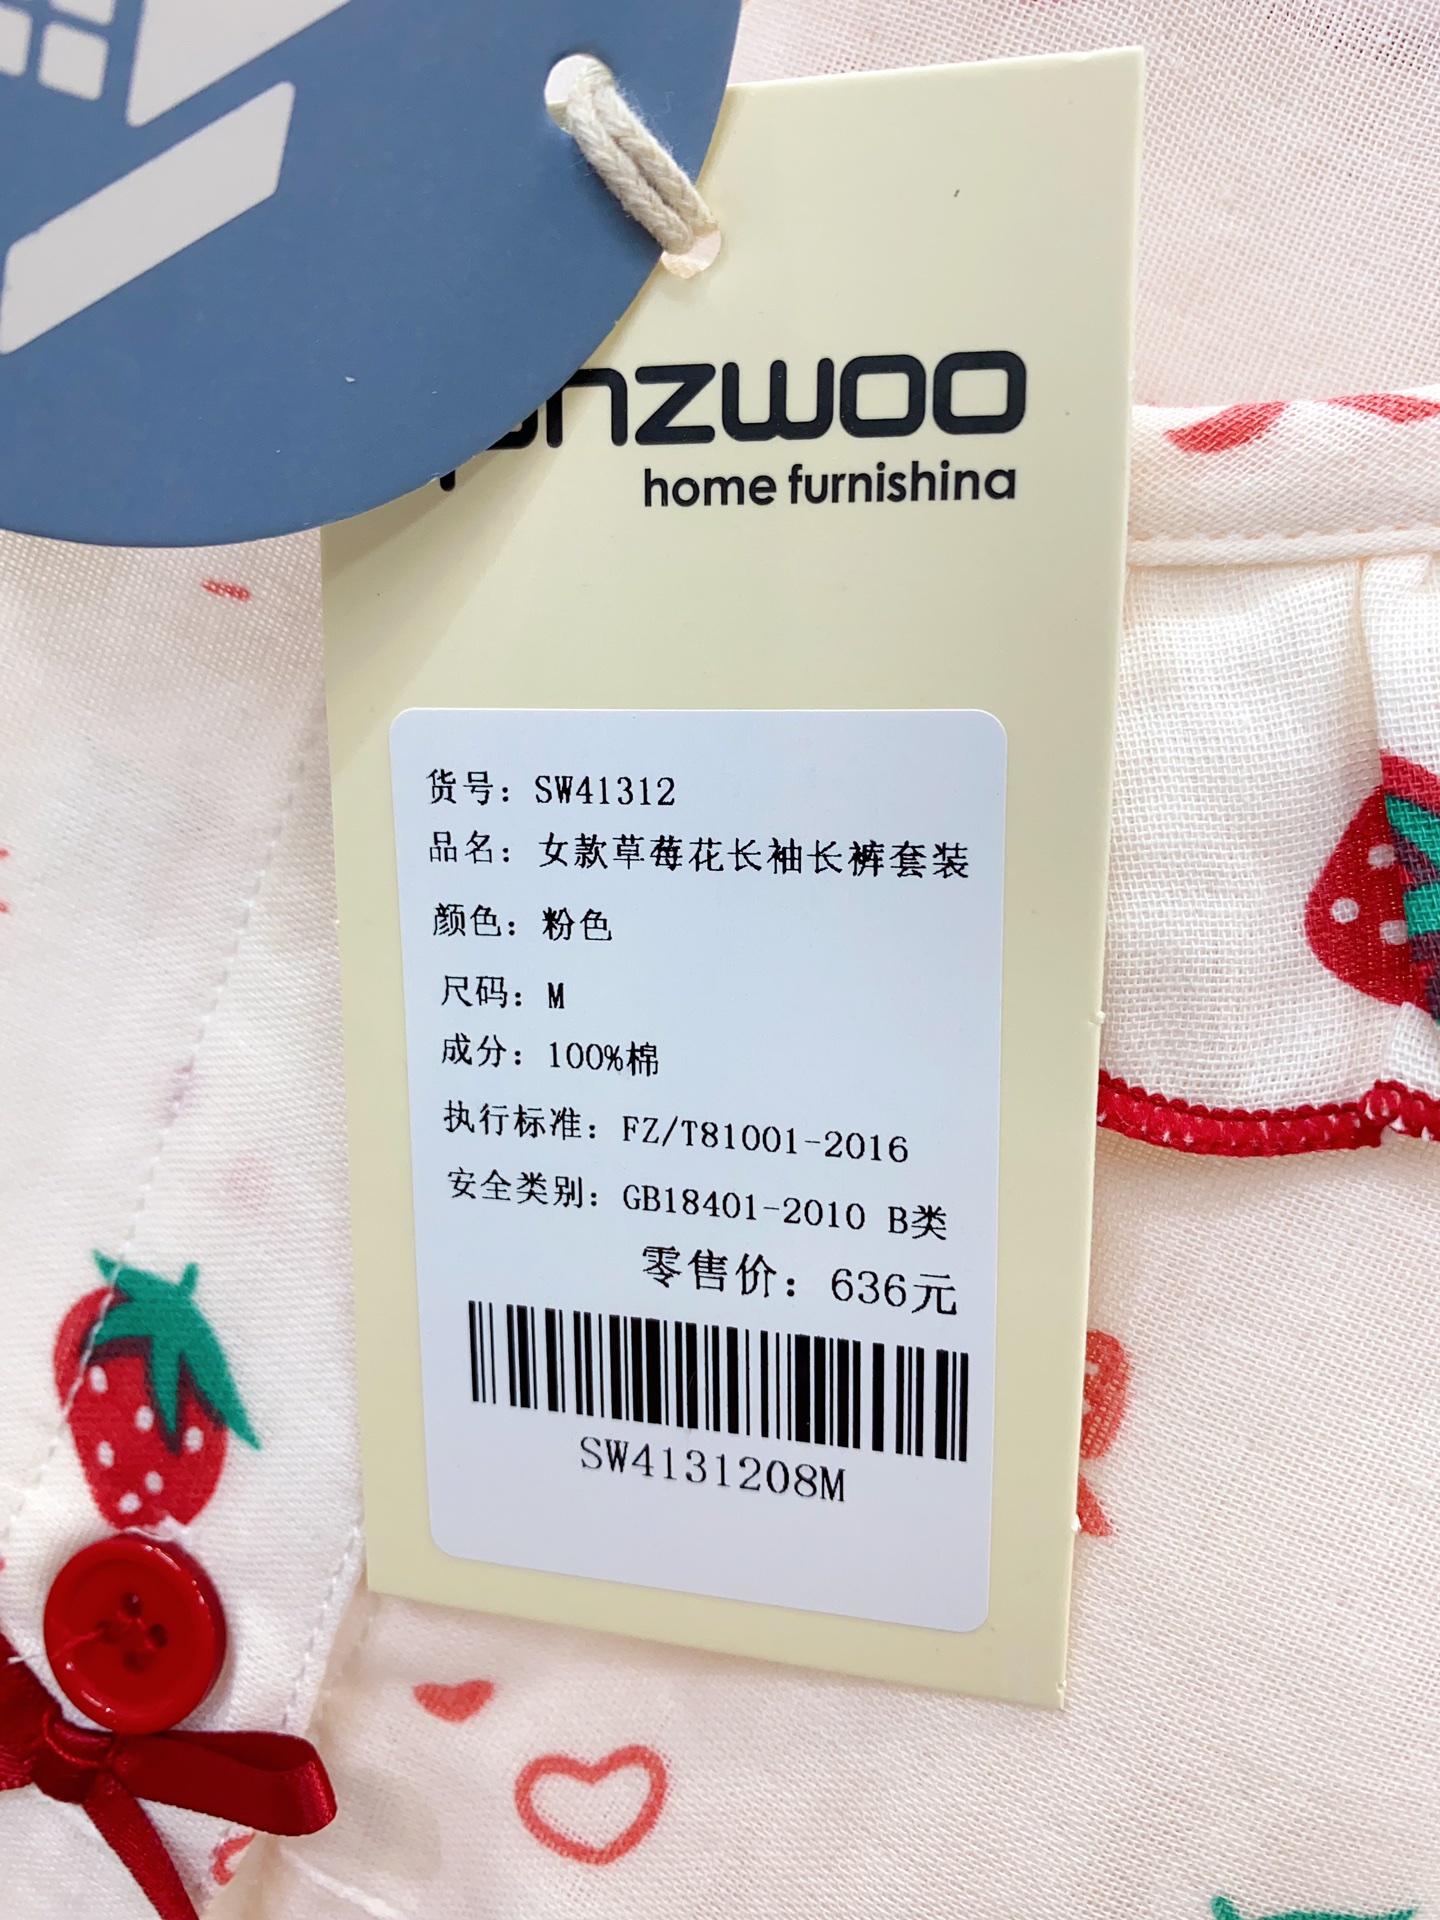 home furnishing
货号：SW41312
品名：女款草莓花长袖长裤套装
颜色：粉色
尺码：M
成分：100%棉
执行标准：FZ/T81001-2016
安全类别：GB18401-2010 B类
零售价：636元
SW4131208M